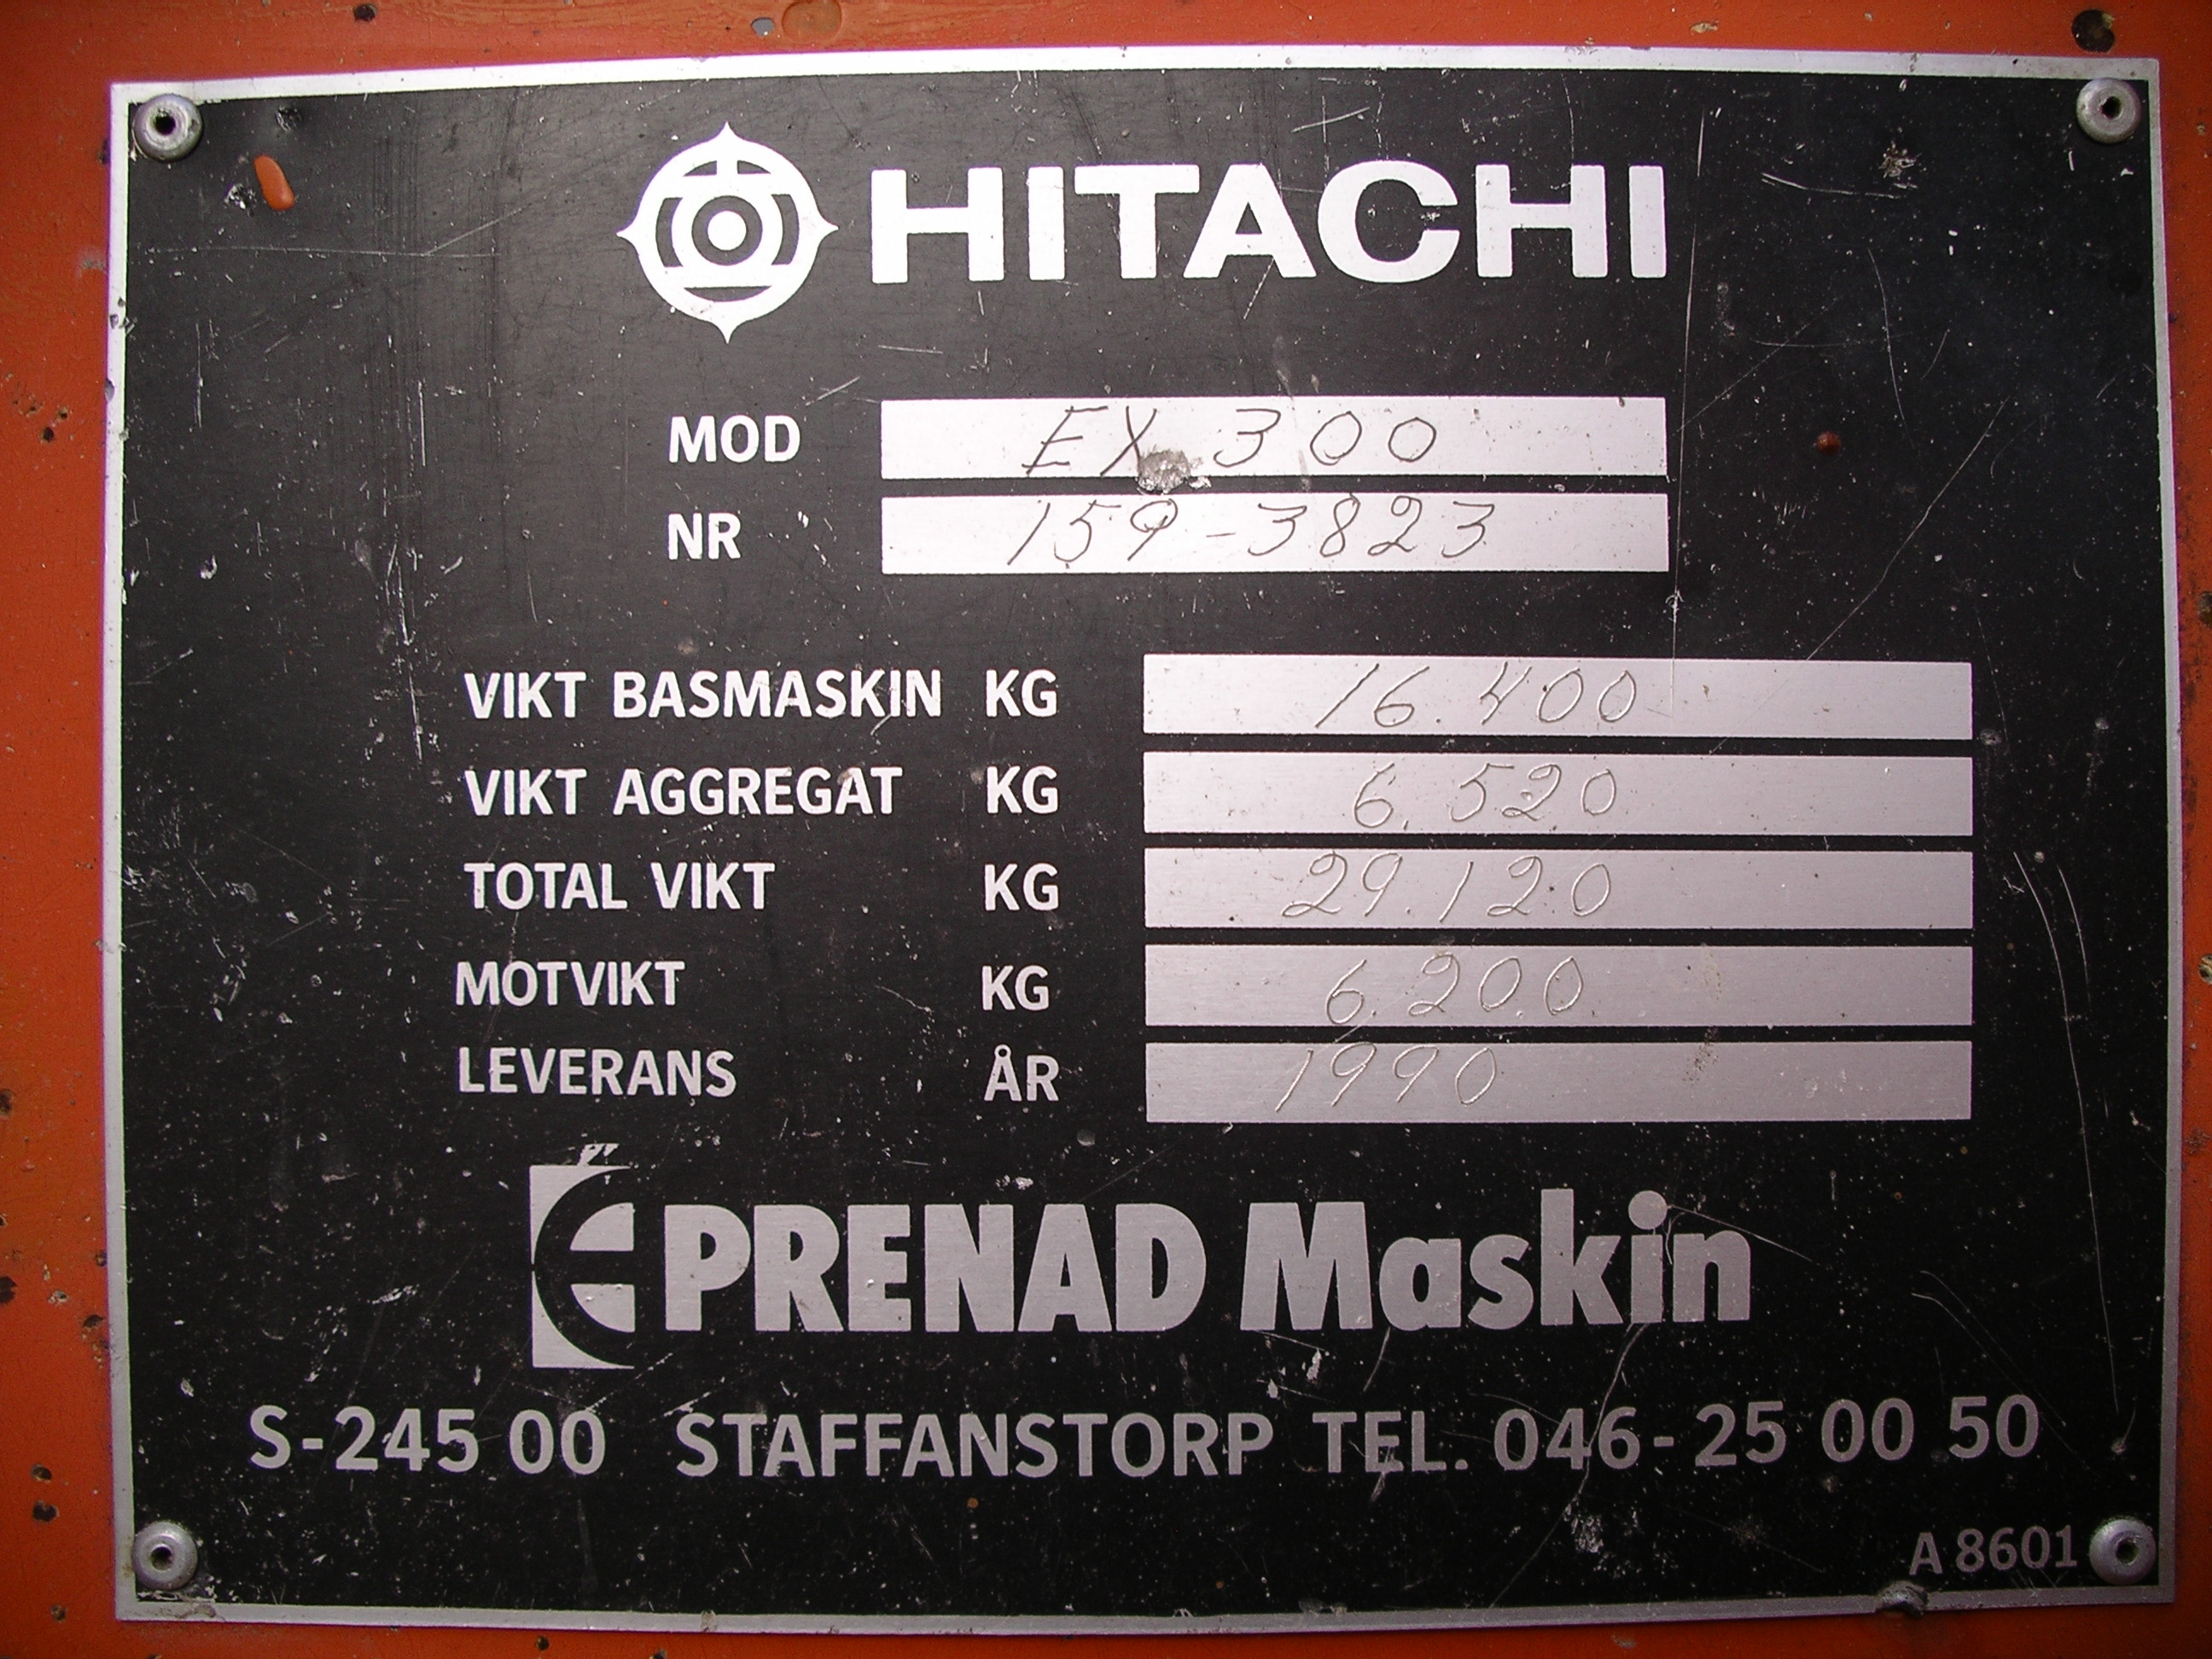 HITACHI
MOD EX 300
NR 159-3823
VIKT BASMASKIN KG 16.400
VIKT AGGREGAT KG 6.520
TOTAL VIKT KG 29.120
MOTVIKT KG 6.200
LEVERANS ÅR 1990
PRENAD Maskin
S-245 00 STAFFANSTORP TEL. 046-25 00 50
A 8601